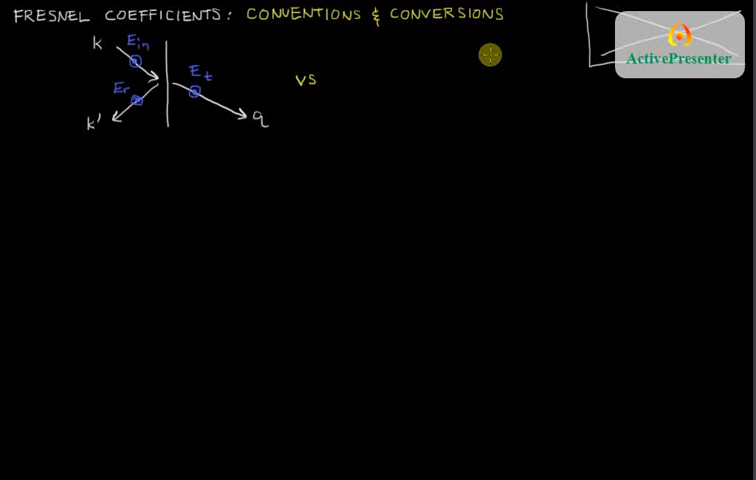 FRESNEL COEFFICIENTS: CONVENTIONS & CONVERSIONS
ActivePresenter
k Ein
Et
vs
Er
k' q